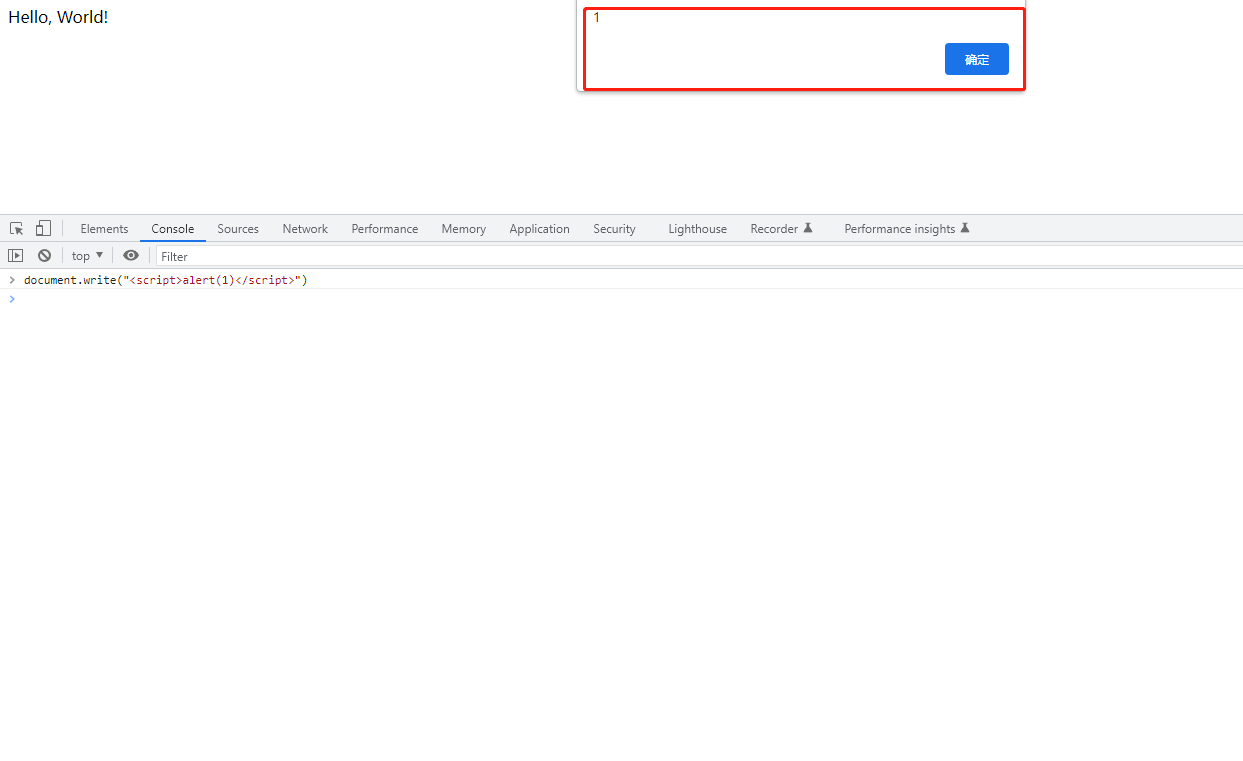 Hello, World!
1
确定
Elements Console Sources Network Performance Memory Application Security Lighthouse Recorder Performance insights
top ▼ Filter
> document.write("<script>alert(1)</script>")
>